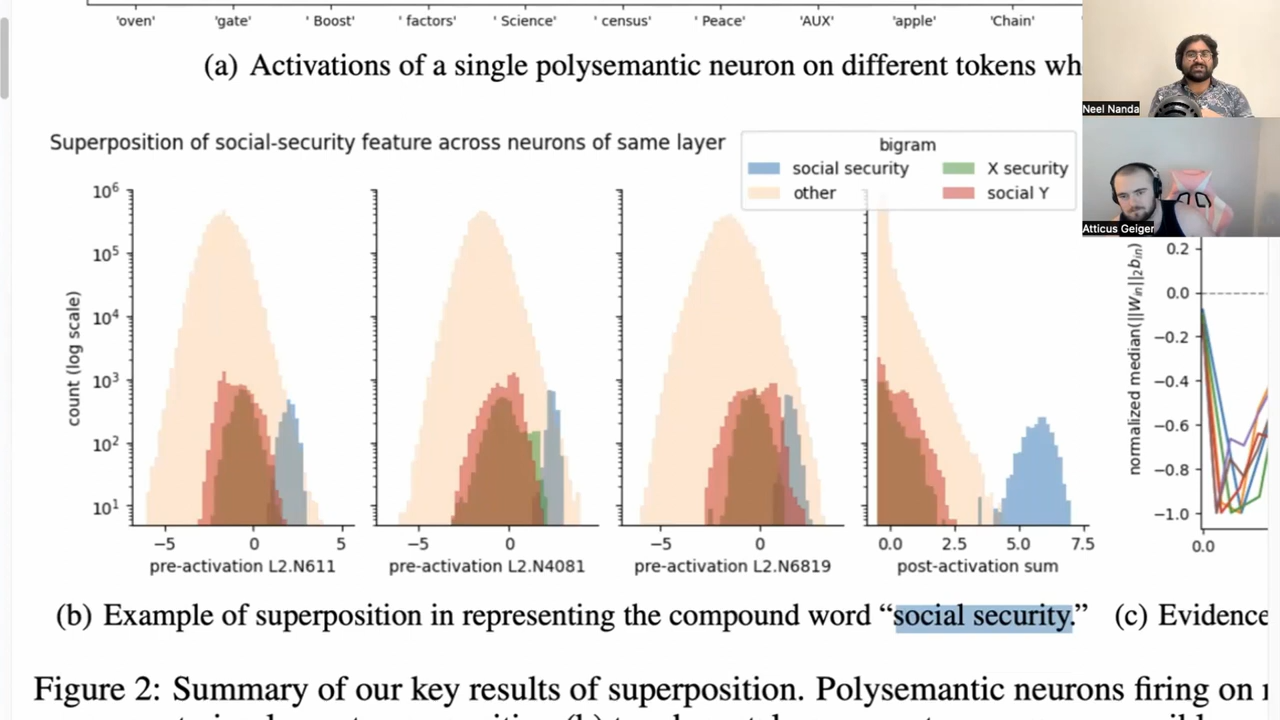 'oven' 'gate' ' Boost' ' factors' ' Science' ' census' ' Peace' 'AUX' 'apple' 'Chain'
(a) Activations of a single polysemantic neuron on different tokens wh
Neel Nanda
Atticus Geiger
Superposition of social-security feature across neurons of same layer
bigram
social security X security
other social Y
count (log scale)
10⁶
10⁵
10⁴
10³
10²
10¹
−5 0 5
pre-activation L2.N611
−5 0
pre-activation L2.N4081
−5 0
pre-activation L2.N6819
0.0 2.5 5.0 7.5
post-activation sum
normalized median(||W_in||₂b_in)
0.2
0.0
−0.2
−0.4
−0.6
−0.8
−1.0
0.0
(b) Example of superposition in representing the compound word “social security.”
(c) Evidence
Figure 2: Summary of our key results of superposition. Polysemantic neurons firing on